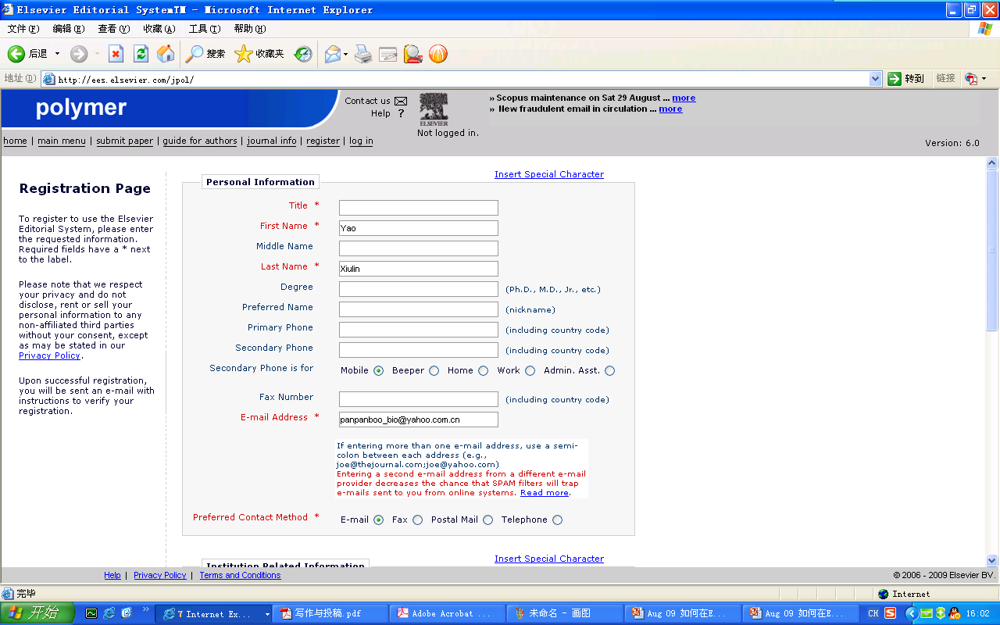 Elsevier Editorial SystemTM - Microsoft Internet Explorer
文件(F) 编辑(E) 查看(V) 收藏(A) 工具(T) 帮助(H)
后退 搜索 收藏夹
地址(D) http://ees.elsevier.com/jpol/ 转到 链接
polymer
Contact us
Help ?
ELSEVIER
Not logged in.
» Scopus maintenance on Sat 29 August ... more
» New fraudulent email in circulation ... more
home | main menu | submit paper | guide for authors | journal info | register | log in
Version: 6.0
Registration Page
To register to use the Elsevier
Editorial System, please enter
the requested information.
Required fields have a * next
to the label.
Please note that we respect
your privacy and do not
disclose, rent or sell your
personal information to any
non-affiliated third parties
without your consent, except
as may be stated in our
Privacy Policy.
Upon successful registration,
you will be sent an e-mail with
instructions to verify your
registration.
Insert Special Character
Personal Information
Title *
First Name * Yao
Middle Name
Last Name * Xiulin
Degree (Ph.D., M.D., Jr., etc.)
Preferred Name (nickname)
Primary Phone (including country code)
Secondary Phone (including country code)
Secondary Phone is for Mobile Beeper Home Work Admin. Asst.
Fax Number (including country code)
E-mail Address * panpanboo_bio@yahoo.com.cn
If entering more than one e-mail address, use a semi-
colon between each address (e.g.,
joe@thejournal.com;joe@yahoo.com)
Entering a second e-mail address from a different e-mail
provider decreases the chance that SPAM filters will trap
e-mails sent to you from online systems. Read more.
Preferred Contact Method * E-mail Fax Postal Mail Telephone
Insert Special Character
Institution Related Information
Help | Privacy Policy | Terms and Conditions
© 2006 - 2009 Elsevier BV.
完毕 Internet
开始 7 Internet Ex... 写作与投稿.pdf Adobe Acrobat ... 未命名 - 画图 Aug 09 如何在E... Aug 09 如何在E... CH 16:02